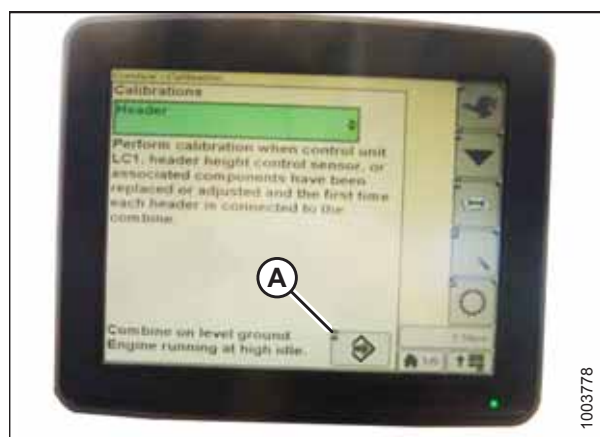 Combine - Calibration
Calibrations
Header
Perform calibration when control unit
LC1, header height control sensor, or
associated components have been
replaced or adjusted and the first time
each header is connected to the
combine.
A
Combine on level ground.
Engine running at high idle.
1003778